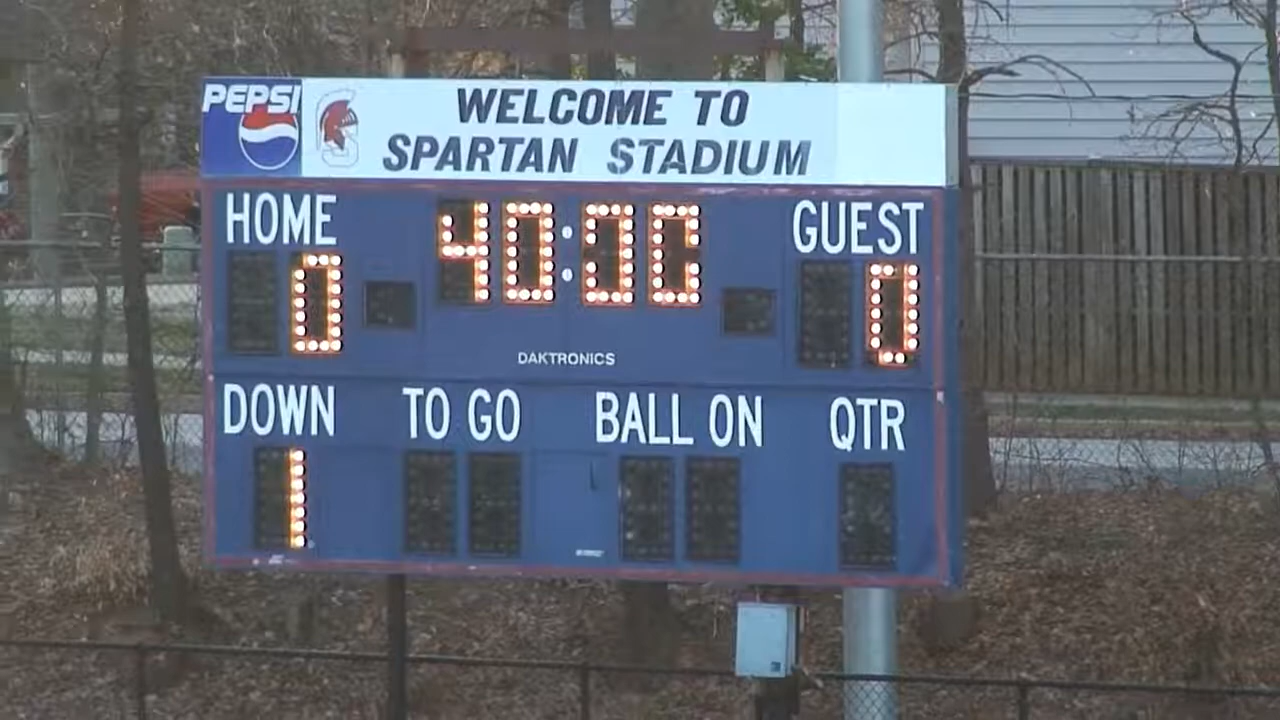 PEPSI
WELCOME TO
SPARTAN STADIUM
HOME 40:00 GUEST
0 0
DAKTRONICS
DOWN TO GO BALL ON QTR
1